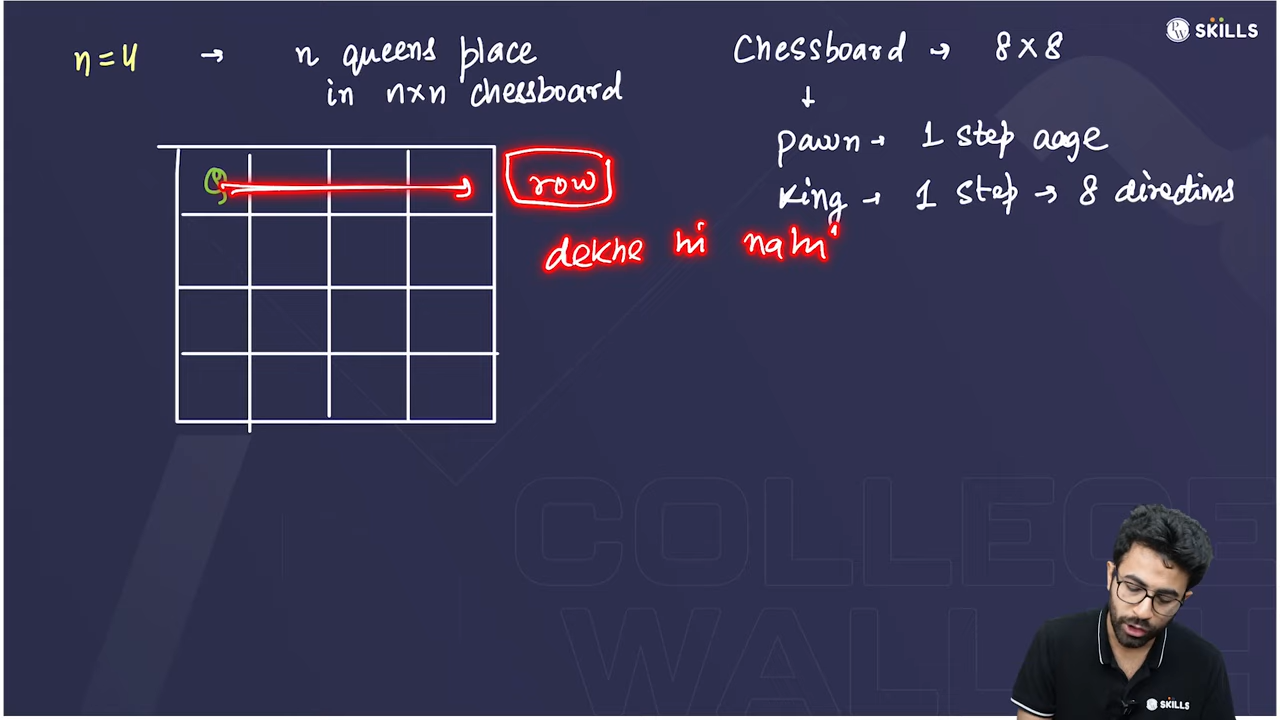 SKILLS
n=4 → n queens place
in n×n chessboard
Chessboard → 8×8
↓
pawn → 1 step aage
King → 1 step → 8 directions
Q
row
dekhe hi nahi
COLLEGE
WALLAH
SKILLS